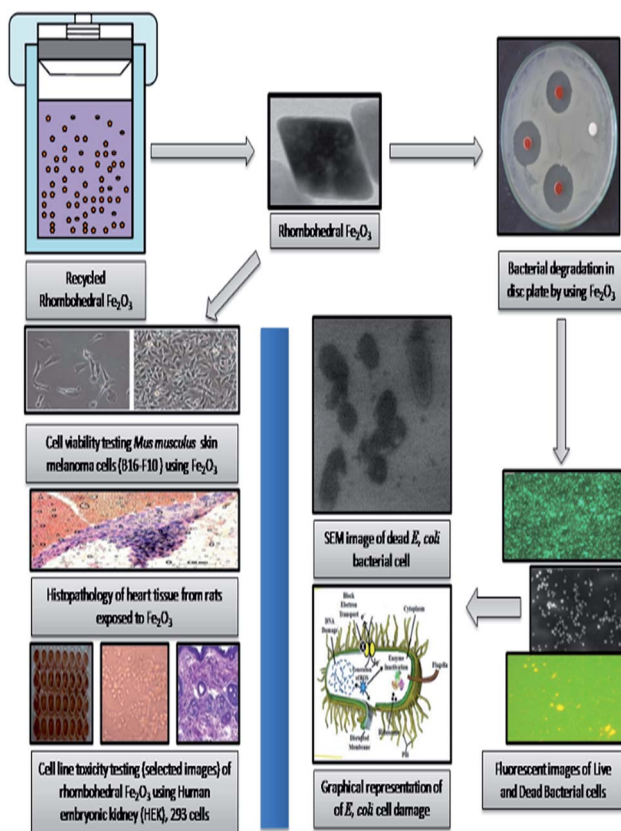 Recycled
Rhombohedral Fe₂O₃
Rhombohedral Fe₂O₃
Bacterial degradation in
disc plate by using Fe₂O₃
Cell viability testing Mus musculus skin
melanoma cells (B16-F10) using Fe₂O₃
Histopathology of heart tissue from rats
exposed to Fe₂O₃
Cell line toxicity testing (selected images) of
rhombohedral Fe₂O₃ using Human
embryonic kidney (HEK), 293 cells
SEM image of dead E, coli
bacterial cell
Block
Electron
Transport
e⁻
Cytoplasm
DNA
Damage
Enzyme
Inactivation
Generation
of ROS
Flagella
Disrupted
Membrane
Ribosomes
Pili
Graphical representation of
of E, coli cell damage
Fluorescent images of Live
and Dead Bacterial cells